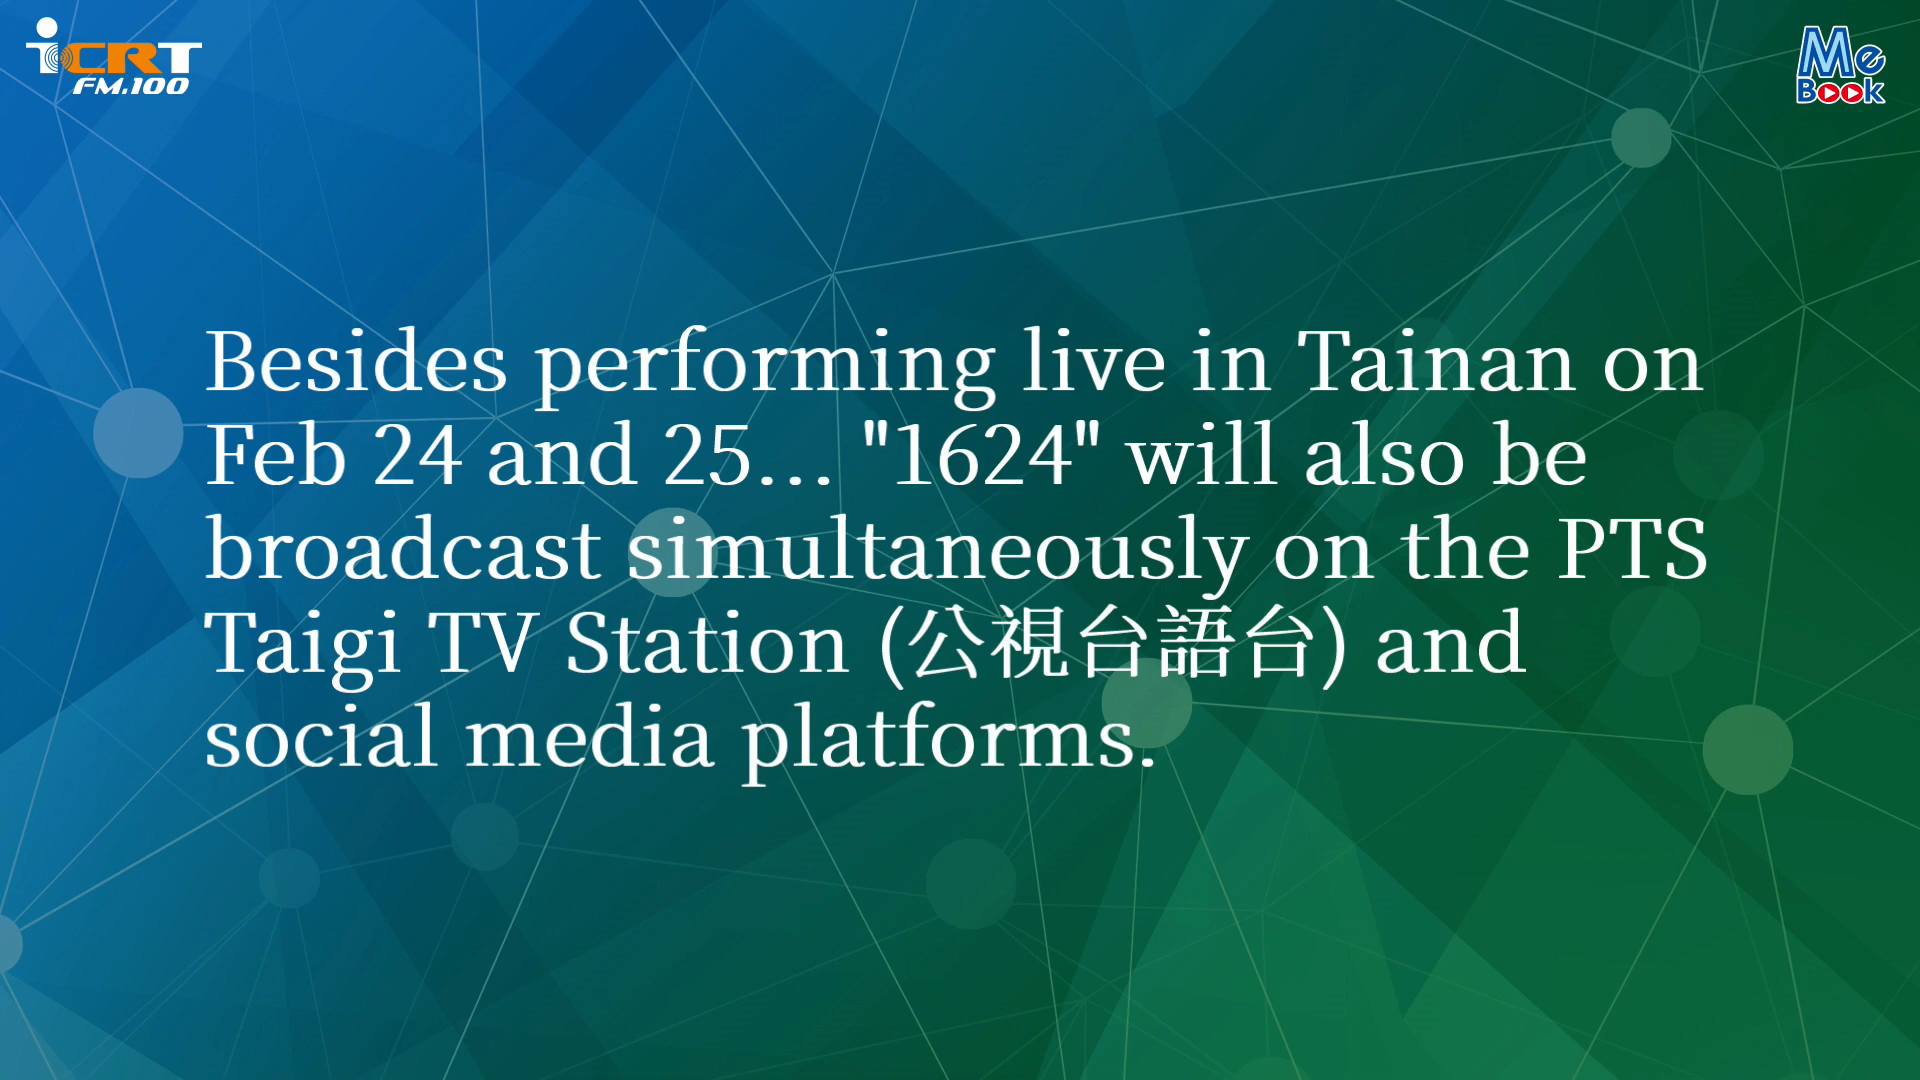 iCRT
FM.100
Me
Book
Besides performing live in Tainan on
Feb 24 and 25... "1624" will also be
broadcast simultaneously on the PTS
Taigi TV Station (公視台語台) and
social media platforms.